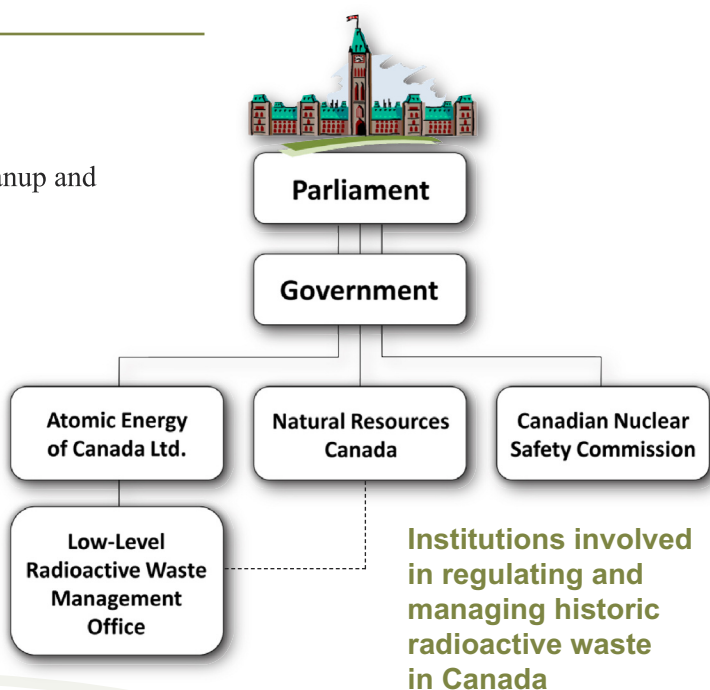 anup and
Parliament
Government
Atomic Energy
of Canada Ltd.
Natural Resources
Canada
Canadian Nuclear
Safety Commission
Low-Level
Radioactive Waste
Management
Office
Institutions involved
in regulating and
managing historic
radioactive waste
in Canada